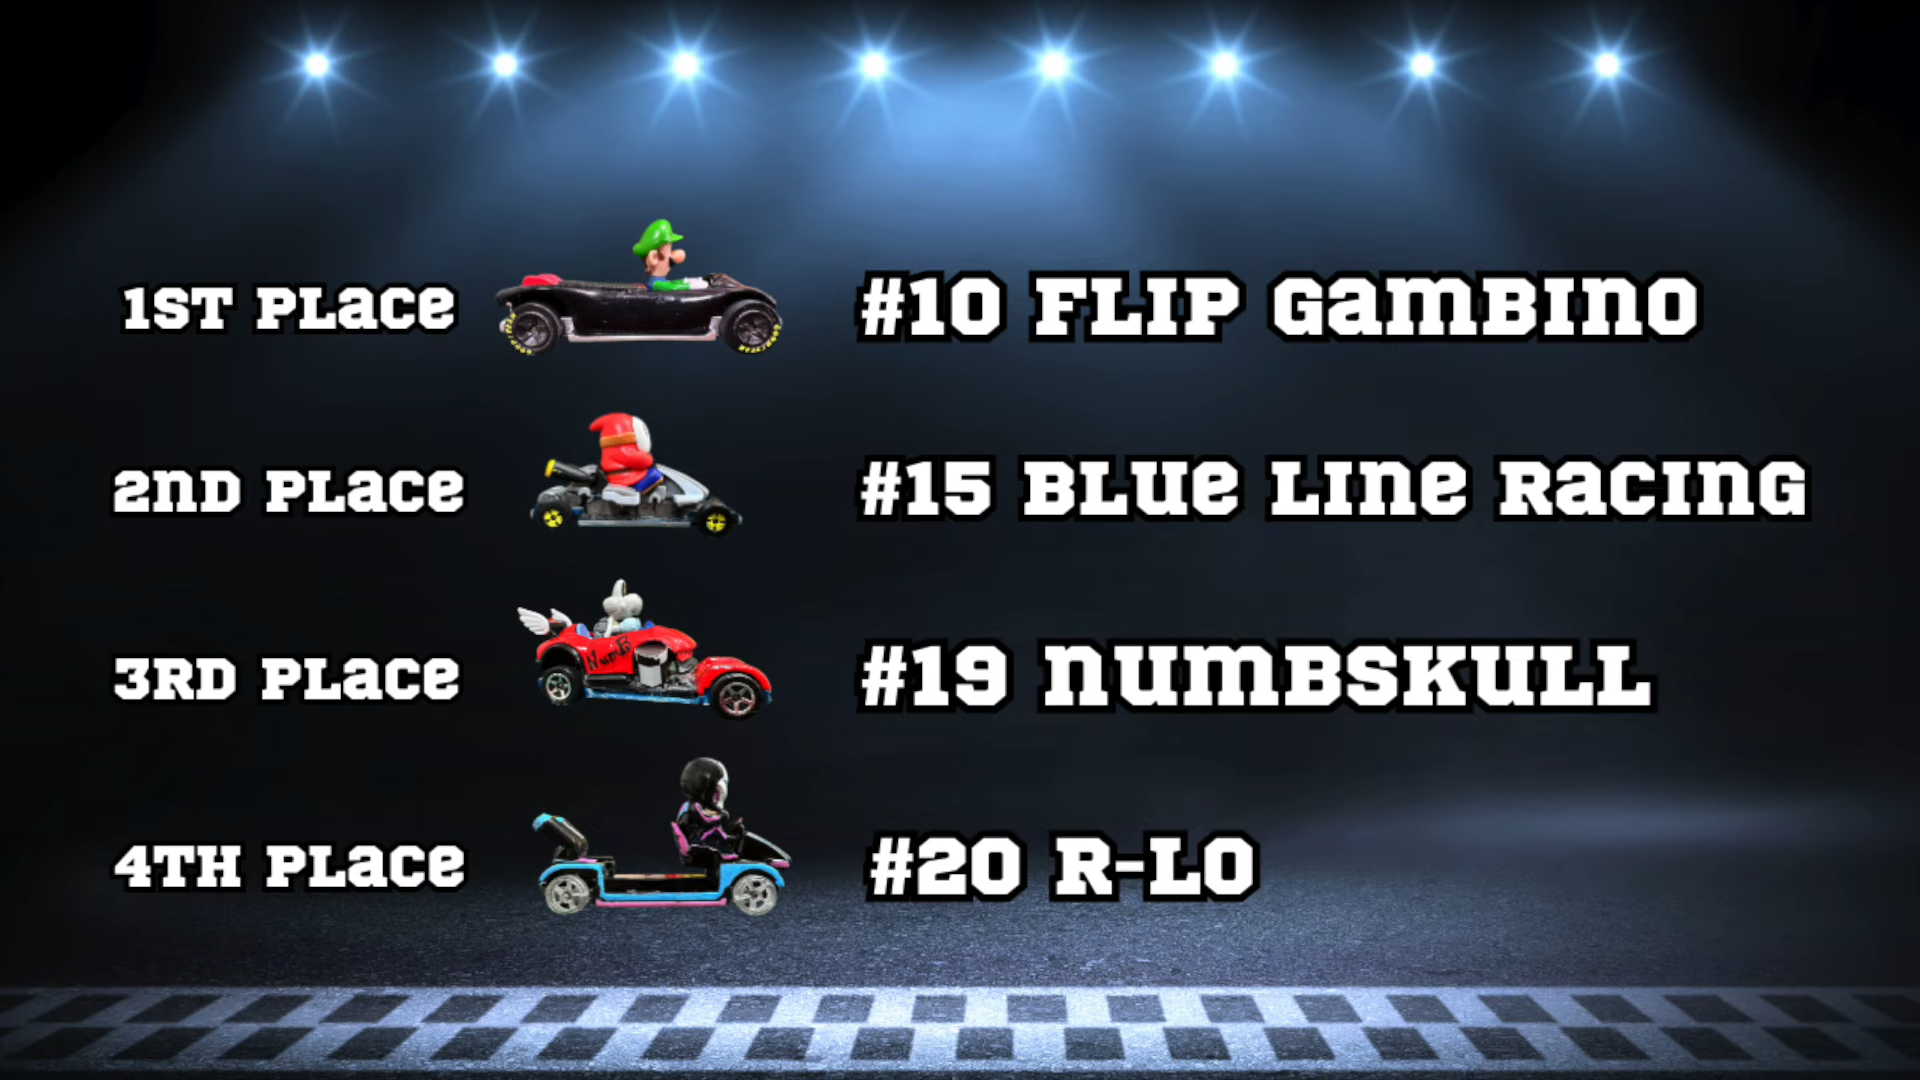 1ST PLACE
#10 FLIP GAMBINO
2ND PLACE
#15 BLUE LINE RACING
3RD PLACE
NumB
#19 NUMBSKULL
4TH PLACE
#20 R-LO